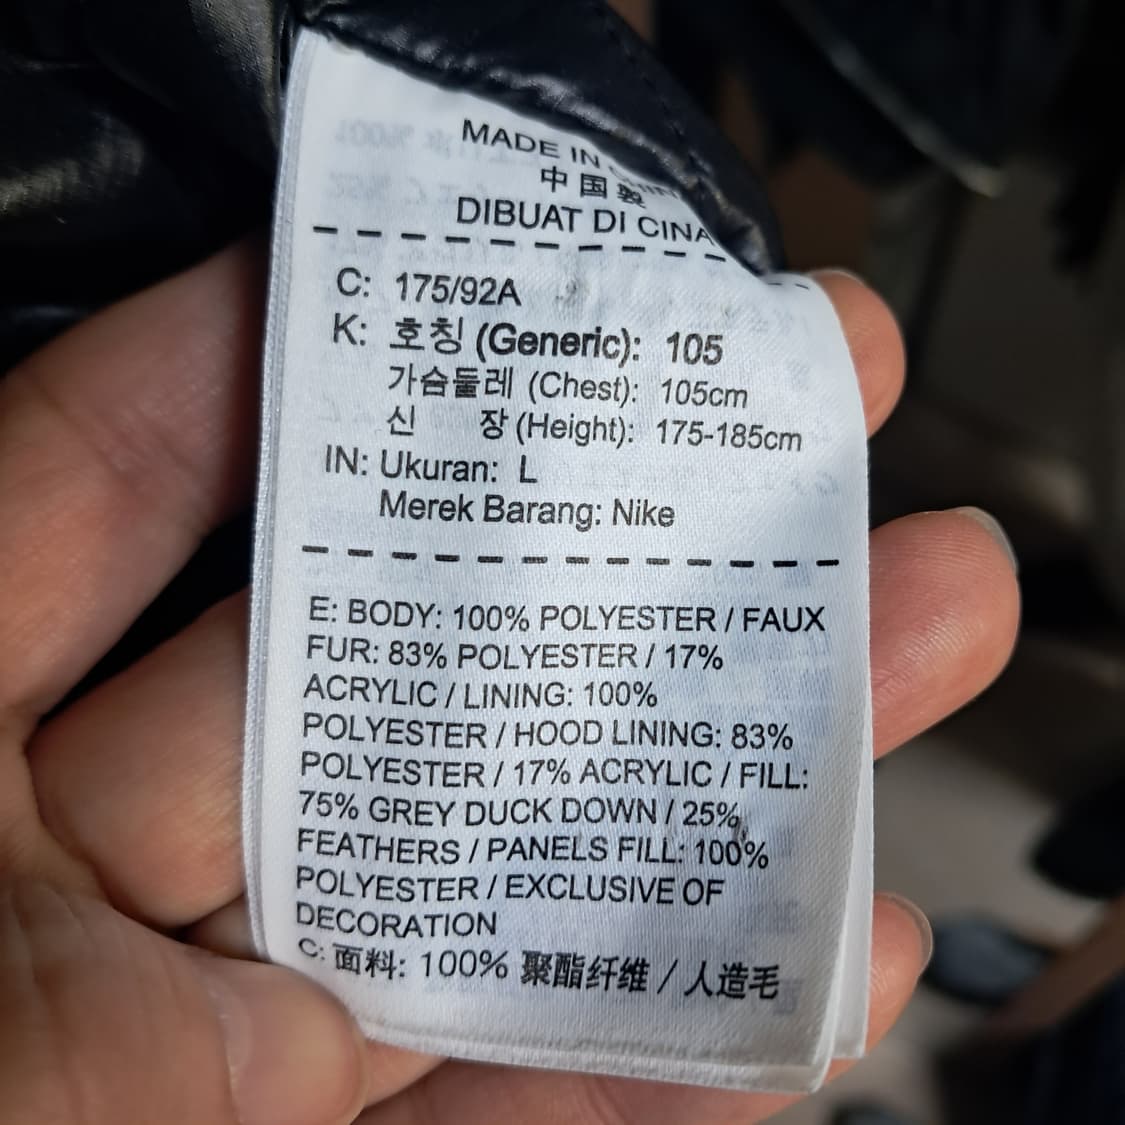 MADE IN CHINA
中国製
DIBUAT DI CINA
C: 175/92A
K: 호칭 (Generic): 105
가슴둘레 (Chest): 105cm
신 장 (Height): 175-185cm
IN: Ukuran: L
Merek Barang: Nike
E: BODY: 100% POLYESTER / FAUX
FUR: 83% POLYESTER / 17%
ACRYLIC / LINING: 100%
POLYESTER / HOOD LINING: 83%
POLYESTER / 17% ACRYLIC / FILL:
75% GREY DUCK DOWN / 25%
FEATHERS / PANELS FILL: 100%
POLYESTER / EXCLUSIVE OF
DECORATION
C: 面料: 100% 聚酯纤维 / 人造毛